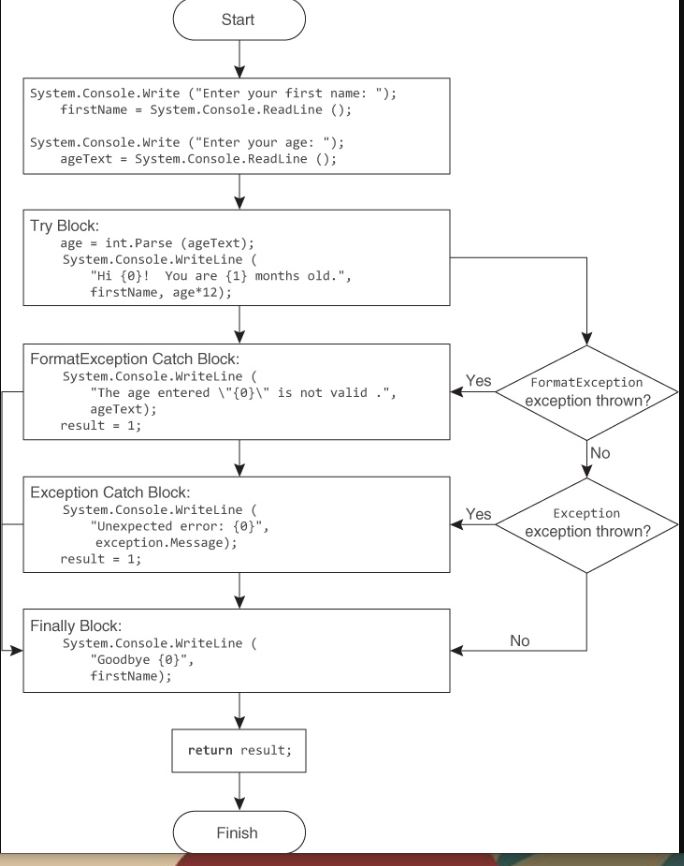 Start
System.Console.Write ("Enter your first name: ");
firstName = System.Console.ReadLine ();
System.Console.Write ("Enter your age: ");
ageText = System.Console.ReadLine ();
Try Block:
age = int.Parse (ageText);
System.Console.WriteLine (
"Hi {0}!  You are {1} months old.",
firstName, age*12);
FormatException Catch Block:
System.Console.WriteLine (
"The age entered \"{0}\" is not valid .",
ageText);
result = 1;
Yes
FormatException
exception thrown?
No
Exception Catch Block:
System.Console.WriteLine (
"Unexpected error: {0}",
exception.Message);
result = 1;
Yes
Exception
exception thrown?
Finally Block:
System.Console.WriteLine (
"Goodbye {0}",
firstName);
No
return result;
Finish